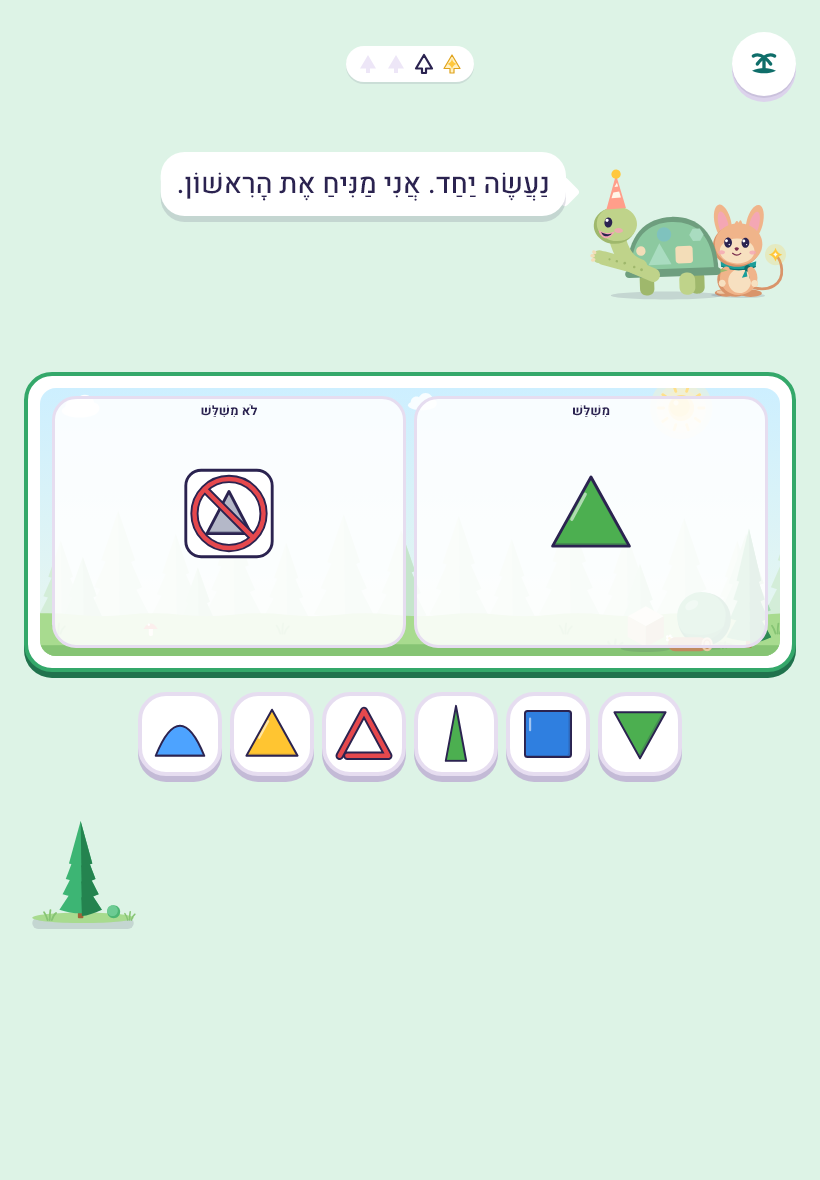 נַעֲשֶׂה יַחַד. אֲנִי מַנִּיחַ אֶת הָרִאשׁוֹן.
מְשֻׁלָּשׁ
לֹא מְשֻׁלָּשׁ